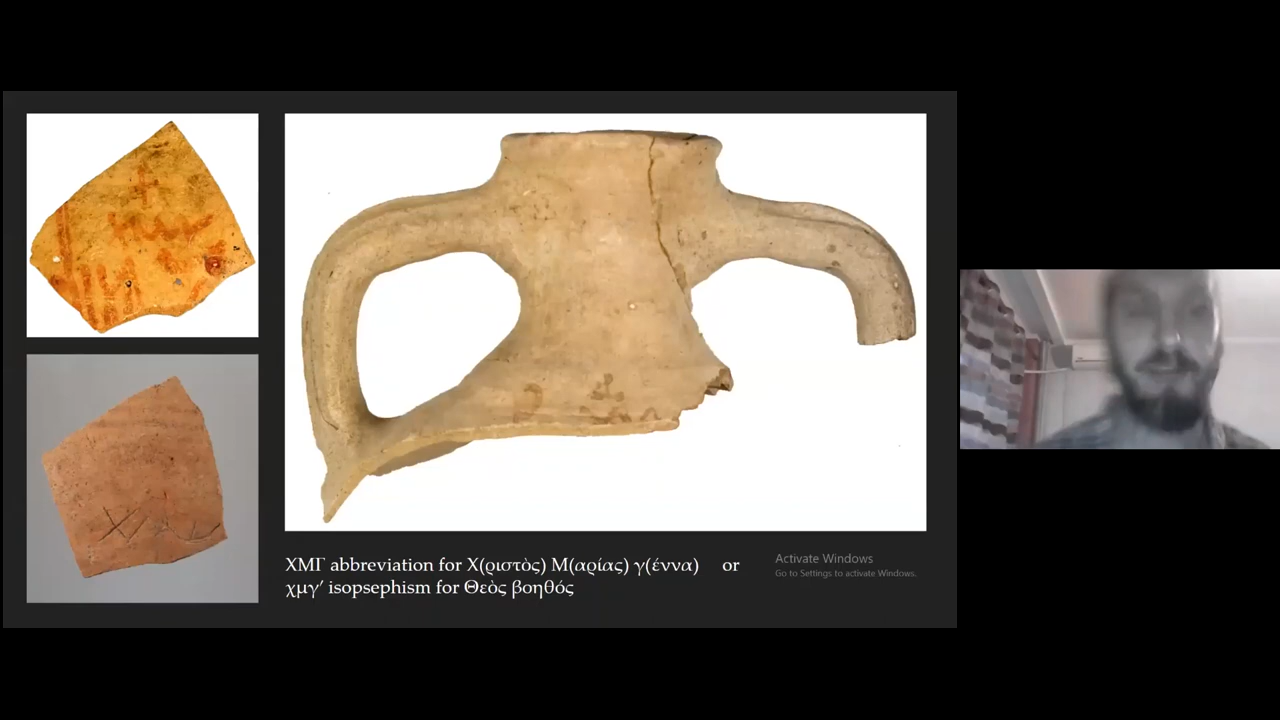 ΧΜΓ abbreviation for Χ(ριστὸς) Μ(αρίας) γ(έννα) or
χμγ’ isopsephism for Θεὸς βοηθός
Activate Windows
Go to Settings to activate Windows.